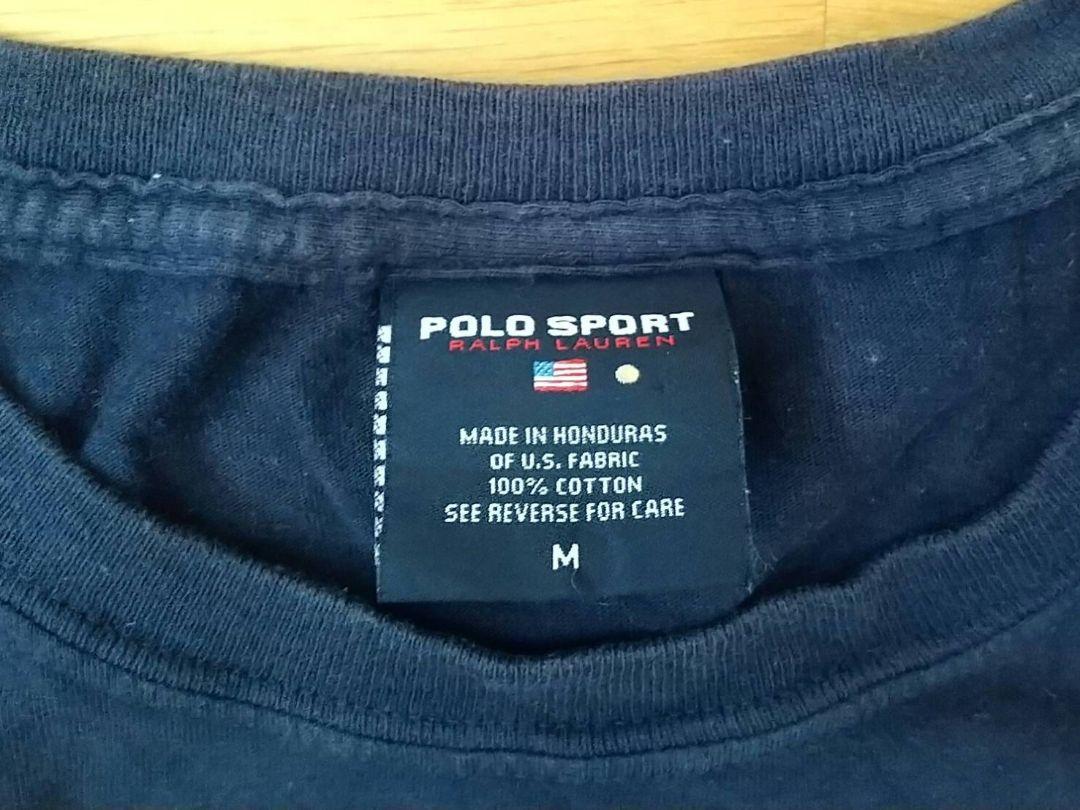 POLO SPORT
RALPH LAUREN
MADE IN HONDURAS
OF U.S. FABRIC
100% COTTON
SEE REVERSE FOR CARE
M